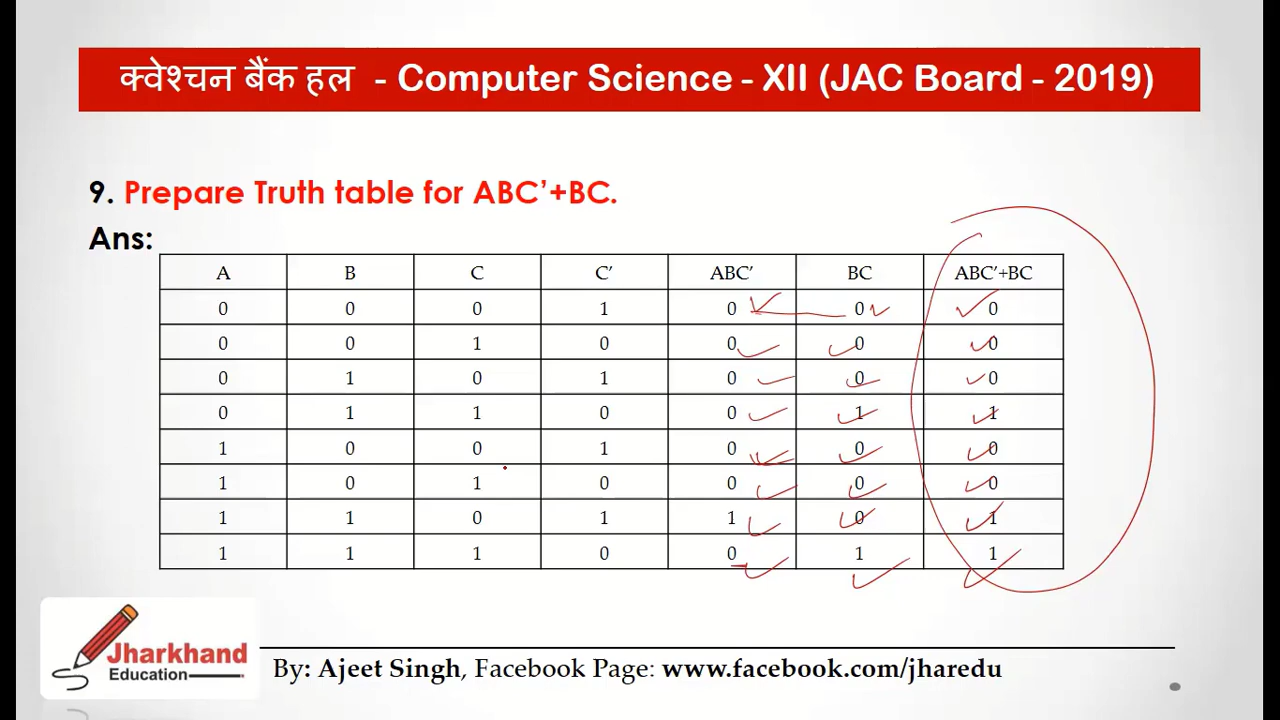 क्वेश्चन बैंक हल - Computer Science - XII (JAC Board - 2019)
9. Prepare Truth table for ABC’+BC.
Ans:
A B C C’ ABC’ BC ABC’+BC
0 0 0 1 0 0 0
0 0 1 0 0 0 0
0 1 0 1 0 0 0
0 1 1 0 0 1 1
1 0 0 1 0 0 0
1 0 1 0 0 0 0
1 1 0 1 1 0 1
1 1 1 0 0 1 1
Jharkhand
Education
By: Ajeet Singh, Facebook Page: www.facebook.com/jharedu